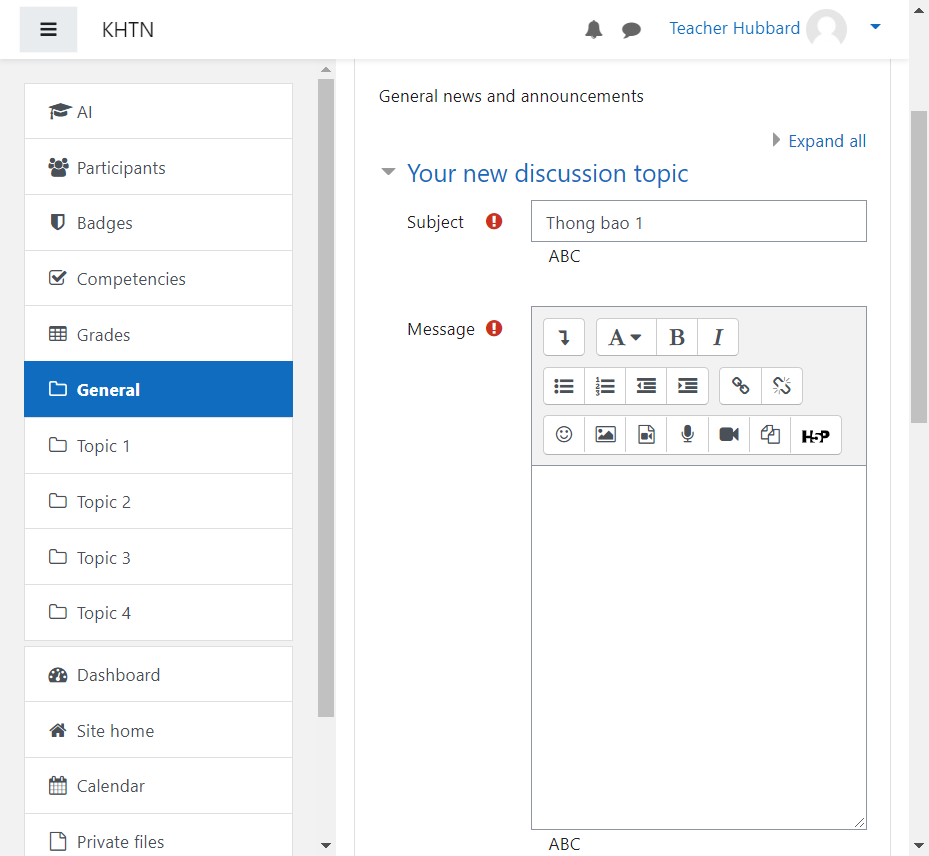 KHTN
Teacher Hubbard
AI
Participants
Badges
Competencies
Grades
General
Topic 1
Topic 2
Topic 3
Topic 4
Dashboard
Site home
Calendar
Private files
General news and announcements
Expand all
Your new discussion topic
Subject
Thong bao 1
ABC
Message
A B I
H5P
ABC